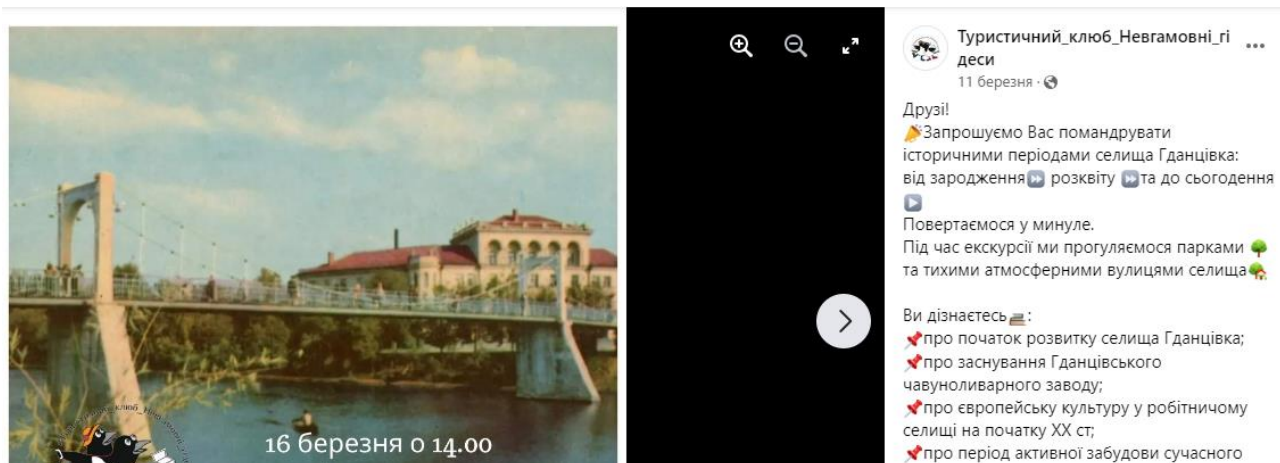 16 березня о 14.00
Туристичний_клюб_Невгамовні_гі
деси
11 березня
Друзі!
Запрошуємо Вас помандрувати
історичними періодами селища Гданцівка:
від зародження розквіту та до сьогодення
Повертаємося у минуле.
Під час екскурсії ми прогуляємося парками
та тихими атмосферними вулицями селища
Ви дізнаєтесь :
про початок розвитку селища Гданцівка;
про заснування Гданцівського
чавуноливарного заводу;
про європейську культуру у робітничому
селищі на початку ХХ ст;
про період активної забудови сучасного